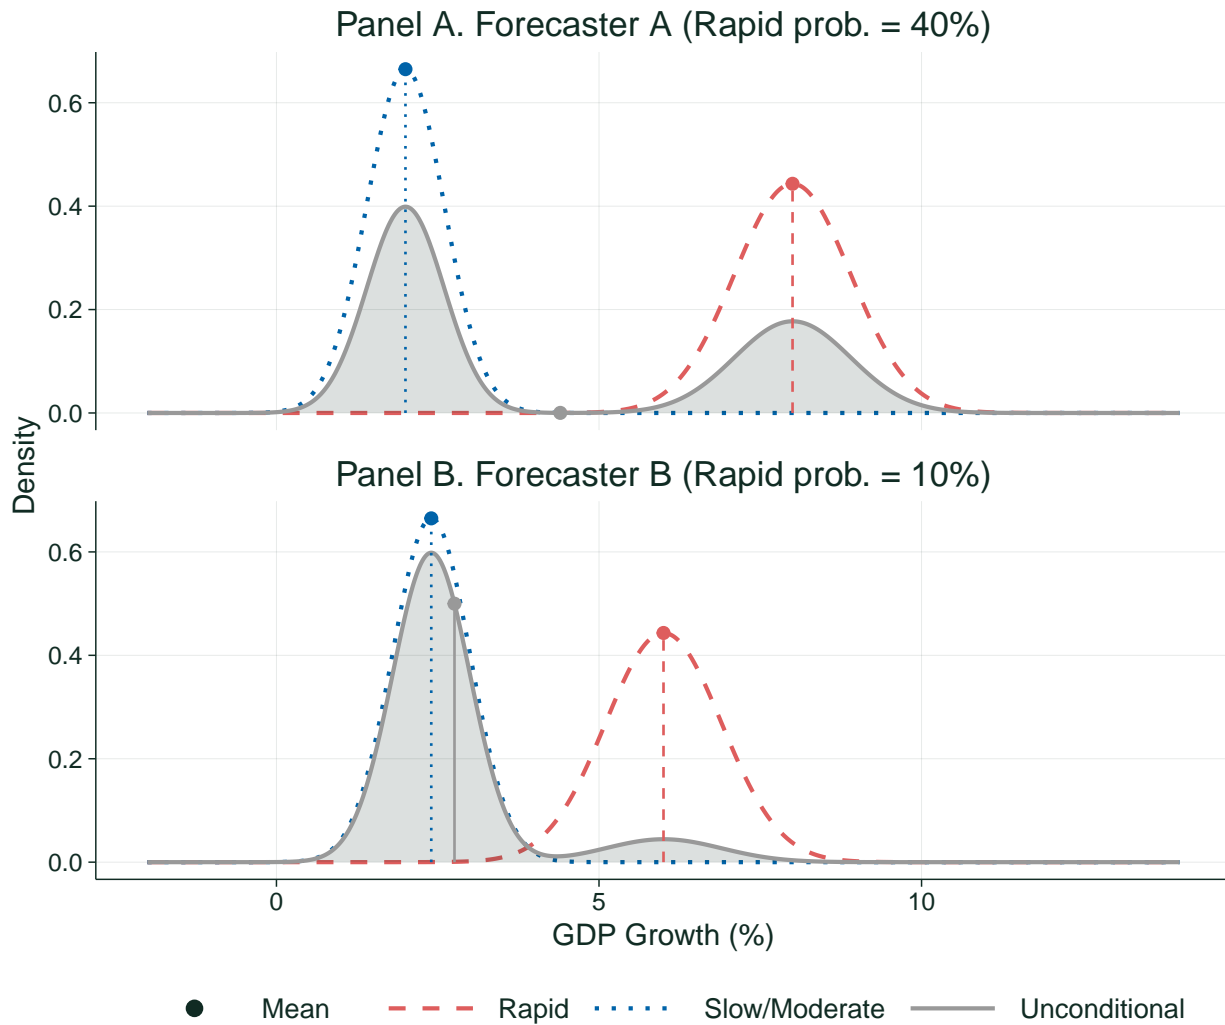 Panel A. Forecaster A (Rapid prob. = 40%)
0.6
0.4
0.2
0.0
Density
Panel B. Forecaster B (Rapid prob. = 10%)
0.6
0.4
0.2
0.0
0 5 10
GDP Growth (%)
Mean Rapid Slow/Moderate Unconditional